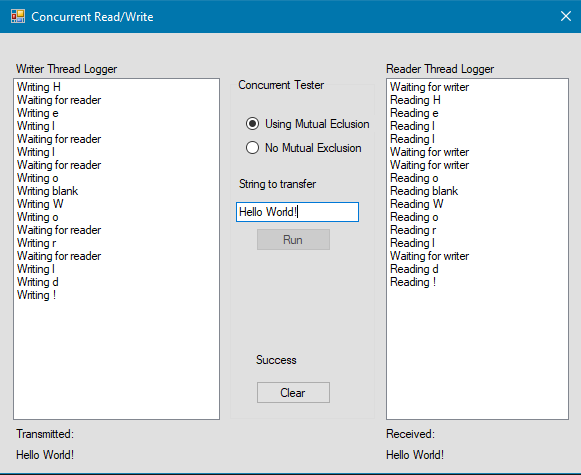 Concurrent Read/Write
Writer Thread Logger
Writing H
Waiting for reader
Writing e
Writing l
Waiting for reader
Writing l
Waiting for reader
Writing o
Writing blank
Writing W
Writing o
Waiting for reader
Writing r
Waiting for reader
Writing l
Writing d
Writing !
Transmitted:
Hello World!
Concurrent Tester
Using Mutual Eclusion
No Mutual Exclusion
String to transfer
Hello World!
Run
Success
Clear
Reader Thread Logger
Waiting for writer
Reading H
Reading e
Reading l
Reading l
Waiting for writer
Waiting for writer
Reading o
Reading blank
Reading W
Reading o
Reading r
Reading l
Waiting for writer
Reading d
Reading !
Received:
Hello World!